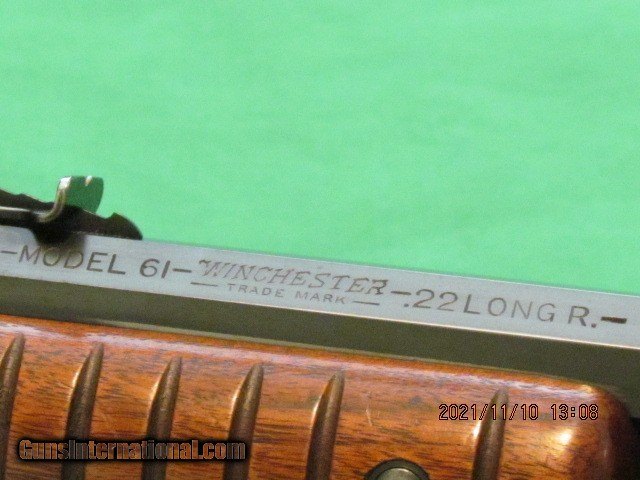 -MODEL 61- WINCHESTER -.22 LONG R.-
- TRADE MARK -
2021/11/10 13:08
GunsInternational.com